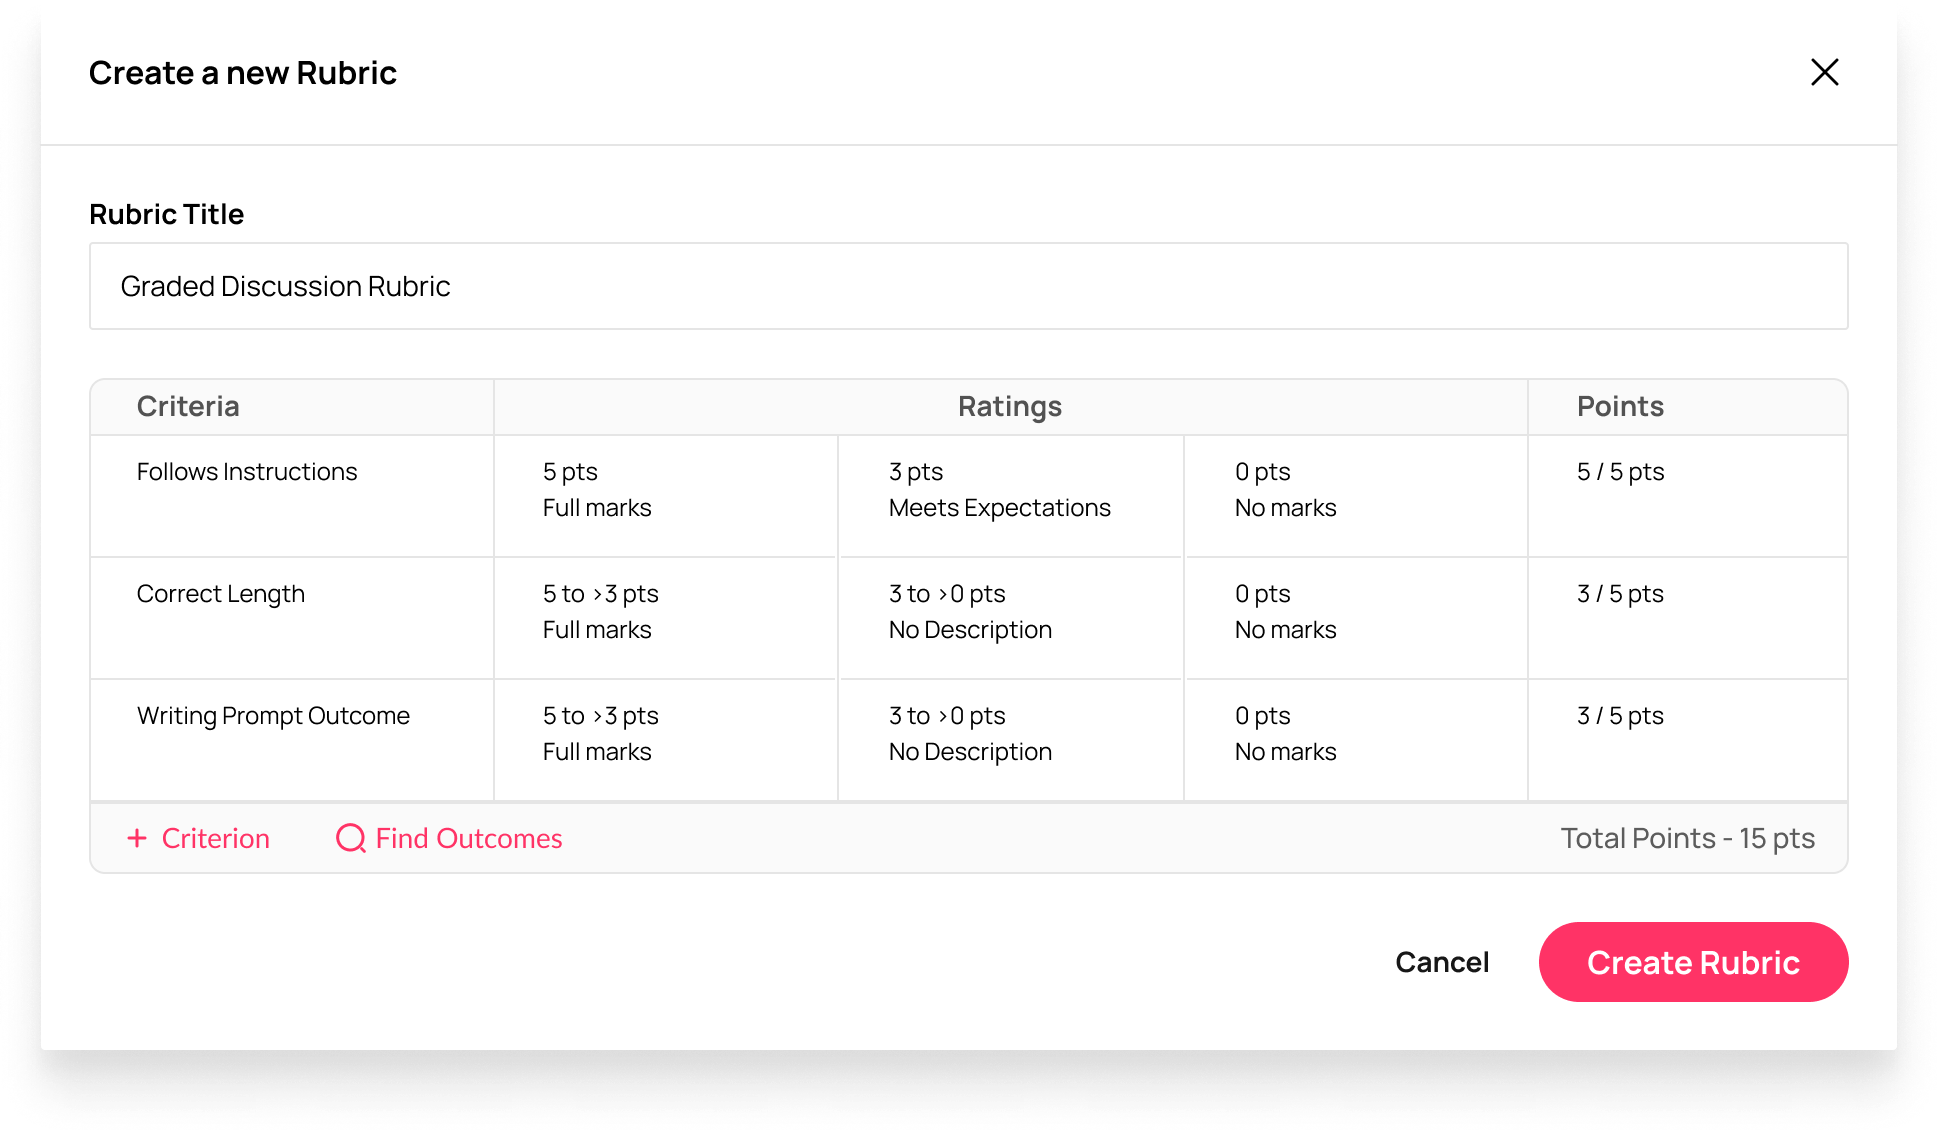 Create a new Rubric
Rubric Title
Graded Discussion Rubric
Criteria Ratings Points
Follows Instructions 5 pts 3 pts 0 pts 5 / 5 pts
Full marks Meets Expectations No marks
Correct Length 5 to >3 pts 3 to >0 pts 0 pts 3 / 5 pts
Full marks No Description No marks
Writing Prompt Outcome 5 to >3 pts 3 to >0 pts 0 pts 3 / 5 pts
Full marks No Description No marks
+ Criterion Find Outcomes Total Points - 15 pts
Cancel Create Rubric